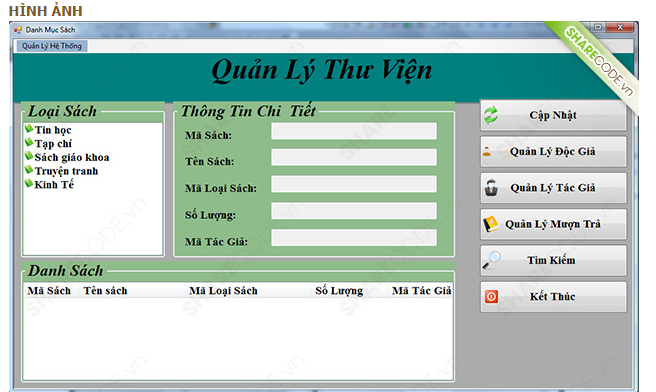 HÌNH ẢNH
Danh Mục Sách
Quản Lý Hệ Thống
Quản Lý Thư Viện
SHARECODE.vn
Loại Sách
Tin học
Tạp chí
Sách giáo khoa
Truyện tranh
Kinh Tế
Thông Tin Chi Tiết
Mã Sách:
Tên Sách:
Mã Loại Sách:
Số Lượng:
Mã Tác Giả:
Cập Nhật
Quản Lý Độc Giả
Quản Lý Tác Giả
Quản Lý Mượn Trả
Tìm Kiếm
Kết Thúc
Danh Sách
Mã Sách Tên sách Mã Loại Sách Số Lượng Mã Tác Giả